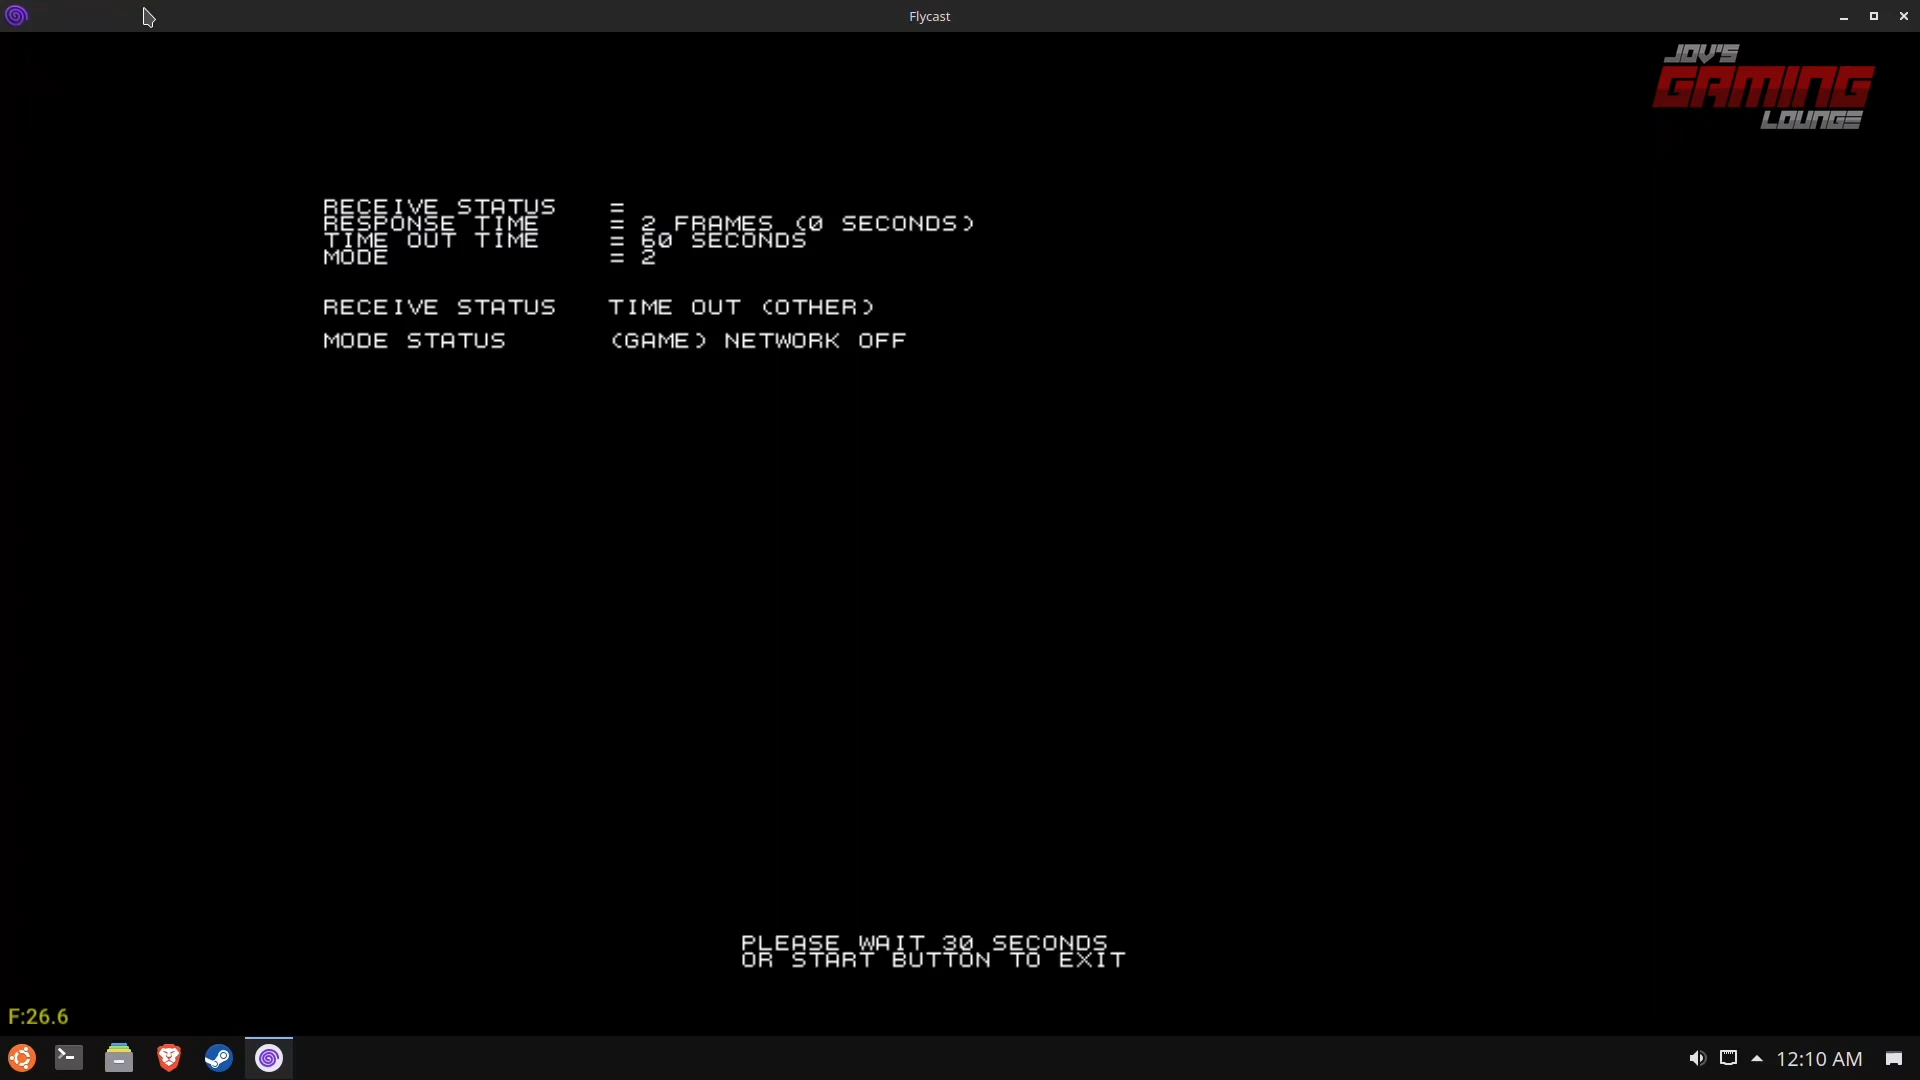 Flycast
JOV'S
GAMING
LOUNGE
RECEIVE STATUS =
RESPONSE TIME = 2 FRAMES (0 SECONDS)
TIME OUT TIME = 60 SECONDS
MODE = 2
RECEIVE STATUS TIME OUT (OTHER)
MODE STATUS (GAME) NETWORK OFF
PLEASE WAIT 30 SECONDS
OR START BUTTON TO EXIT
F:26.6
12:10 AM